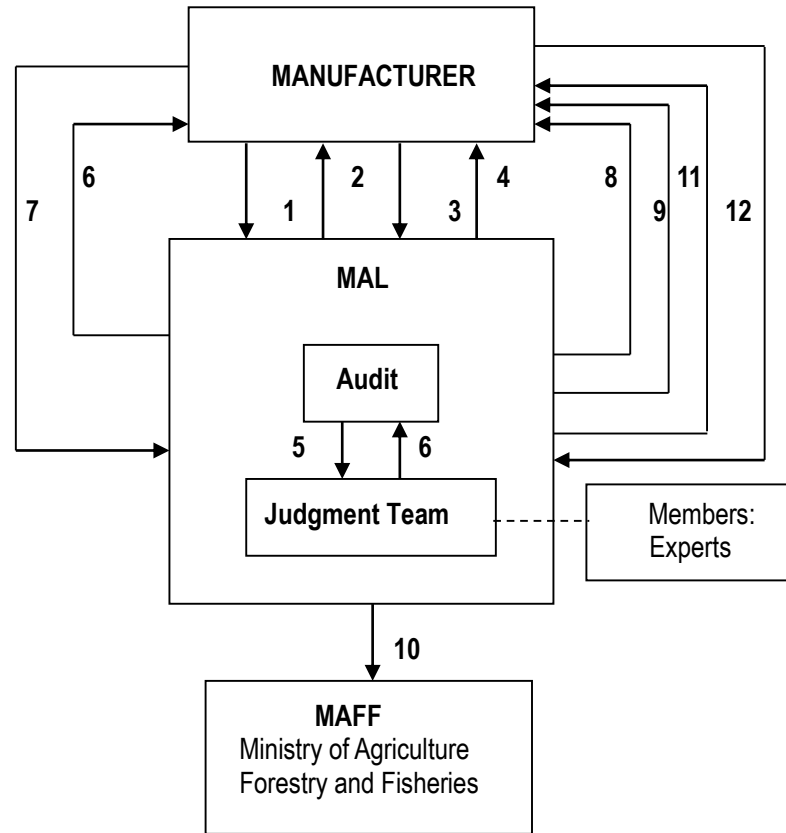 MANUFACTURER
6
2
4
8
11
7
1
3
9
12
MAL
Audit
5
6
Judgment Team
Members:
Experts
10
MAFF
Ministry of Agriculture
Forestry and Fisheries